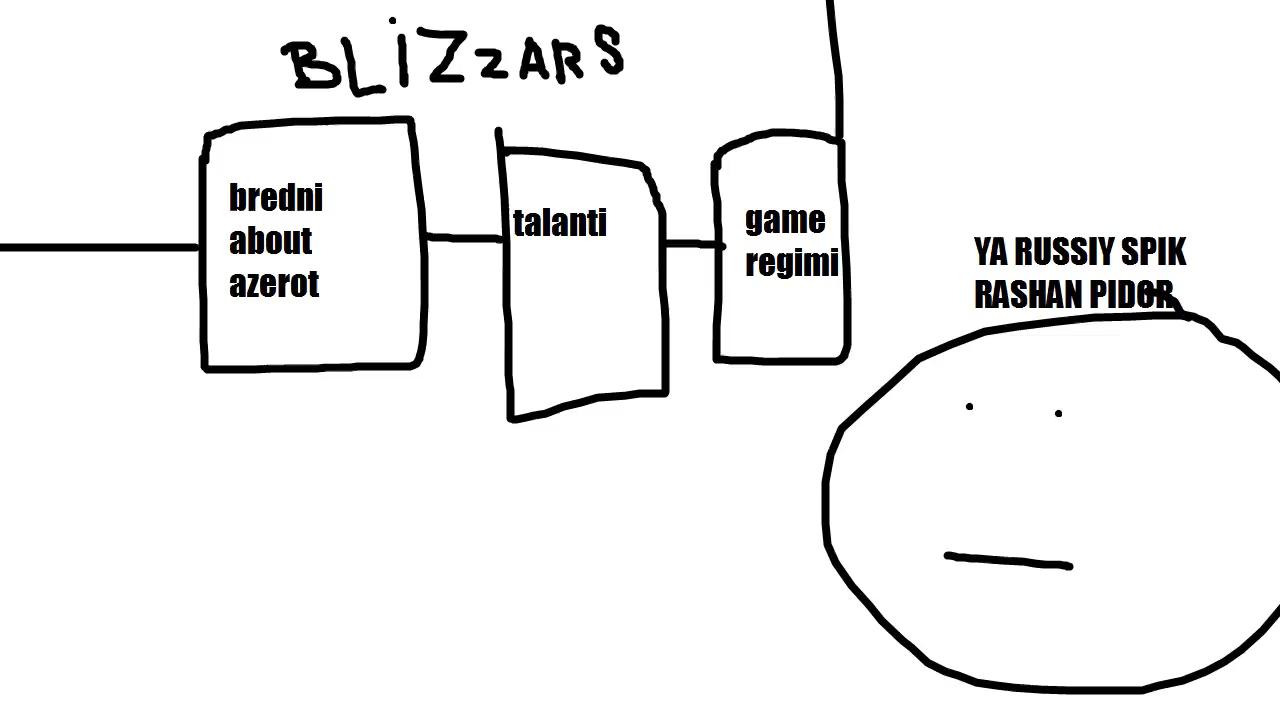 BLiZzARS
bredni
about
azerot
talanti
game
regimi
YA RUSSIY SPIK
RASHAN PIDOR